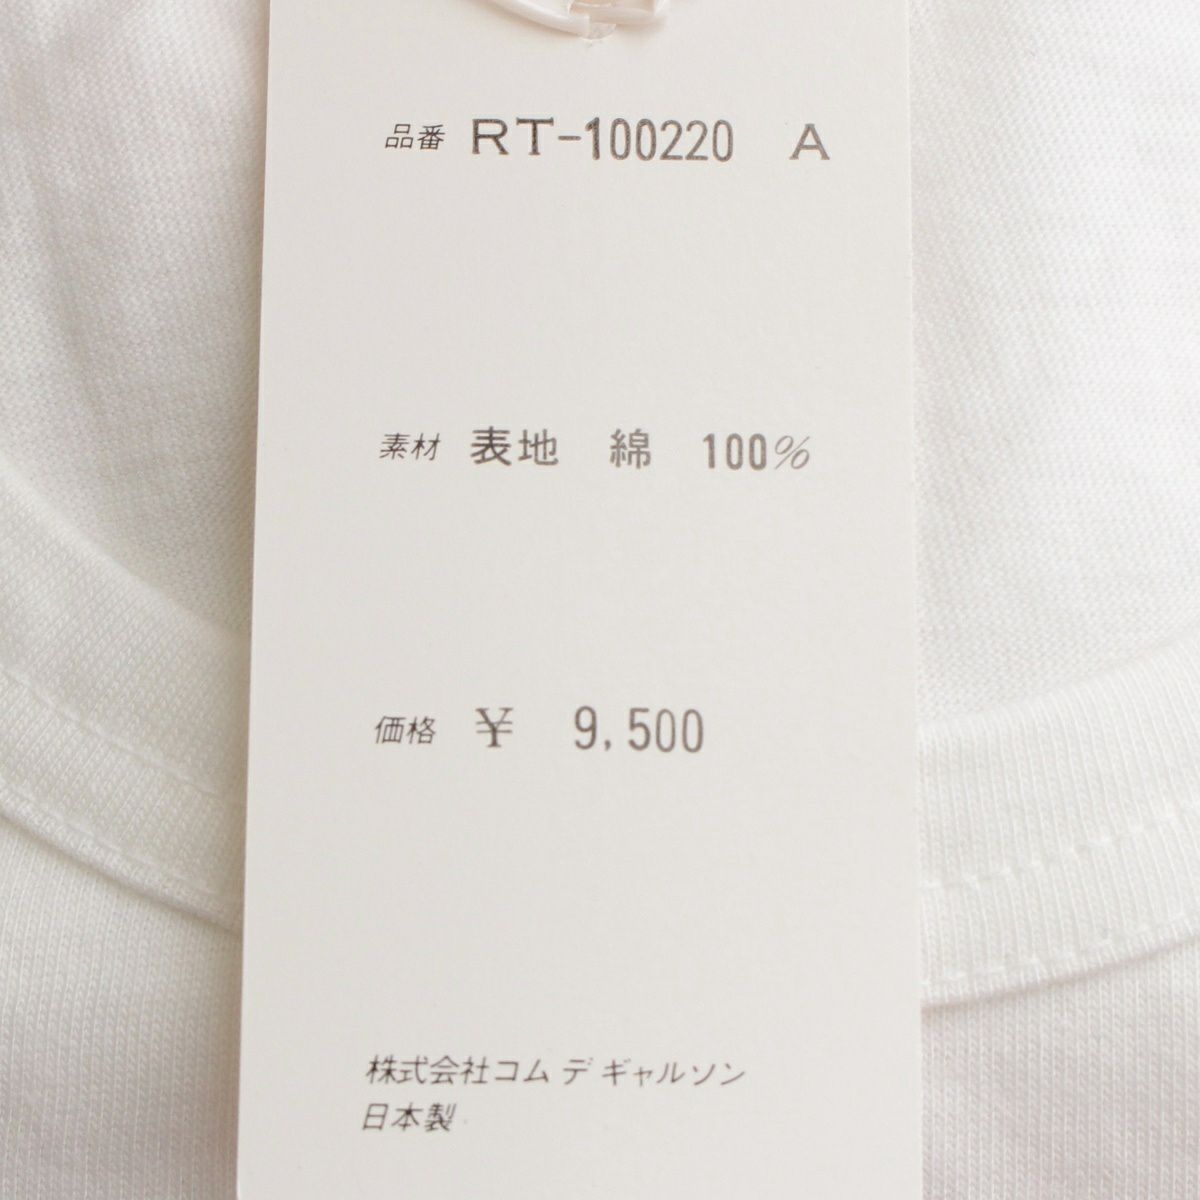 品番 RT-100220 A
素材 表地 綿 100%
価格 ¥ 9,500
株式会社コム デ ギャルソン
日本製